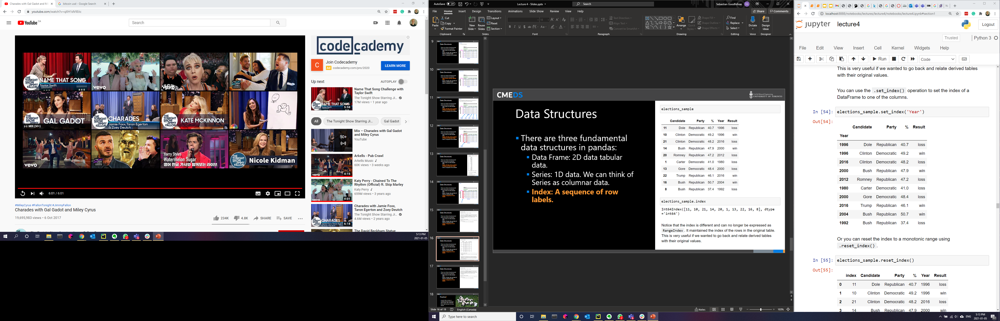 Charades with Gal Gadot and Mi
bitcoin usd - Google Search
youtube.com/watch?v=qXH1dVI8Jic
YouTube CA
Search
THE TONIGHT SHOW JIMMY FALLON
NAME THAT SONG
Taylor Swift
vevo
GAL GADOT
MIX (50+)
CHARADES
Jamie Foxx, Taron Egerton
& Zoey Deutch
KATE MCKINNON
vevo
Harry Styles
Watermelon Sugar
영어 한글 가사와 함께보는 라이브
Nicole Kidman
6:01 / 6:01
#MileyCyrus #FallonTonight #JimmyFallon
Charades with Gal Gadot and Miley Cyrus
19,695,983 views • 6 Oct 2017
234K
4.8K
SHARE
SAVE
codecademy
Join Codecademy
Ad codecademy.com/pro/2020
LEARN MORE
Up next
AUTOPLAY
Name That Song Challenge with
Taylor Swift
The Tonight Show Starring Ji...
17M views • 1 year ago
5:58
All
The Tonight Show Starring Ji...
Gal Gadot
50+
Mix – Charades with Gal Gadot
and Miley Cyrus
YouTube
Arkells - Pub Crawl
Arkells Music
60K views • 3 weeks ago
4:15
Katy Perry - Chained To The
Rhythm (Official) ft. Skip Marley
Katy Perry
659M views • 3 years ago
4:01
Charades with Jamie Foxx,
Taron Egerton and Zoey Deutch
The Tonight Show Starring Ji...
4.6M views • 2 years ago
6:18
The David Beckham Statue
5:13 PM
2021-01-05
AutoSave Off
Lecture 4 - Slides.pptx
Search
Sebastian Goodfellow SG
File Home Insert Design Transitions Animations Slide Show Review View Help
Share
Comments
Paste
Cut
Copy
Format Painter
Clipboard
New Slides
Reuse Slides
Layout
Reset
Section
Slides
Font
Text Direction
Align Text
Convert to SmartArt
Paragraph
Arrange
Quick Styles
Shape Fill
Shape Outline
Shape Effects
Drawing
Find
Replace
Select
Editing
Dictate
Voice
Design Ideas
Designer
9
10
11
12
13
14
15
16
17
18
CMEDS
Civil & Mineral Engineering
UNIVERSITY OF TORONTO
Data Structures
There are three fundamental
data structures in pandas:
Data Frame: 2D data tabular
data.
Series: 1D data. We can think of
Series as columnar data.
Index: A sequence of row
labels.
elections_sample
Candidate Party % Year Result
11 Dole Republican 40.7 1996 loss
10 Clinton Democratic 49.2 1996 win
21 Clinton Democratic 48.2 2016 loss
14 Bush Republican 47.9 2000 win
20 Romney Republican 47.2 2012 loss
1 Carter Democratic 41.0 1980 loss
13 Gore Democratic 48.4 2000 loss
22 Trump Republican 46.1 2016 win
16 Bush Republican 50.7 2004 win
8 Bush Republican 37.4 1992 loss
elections_sample.index
Int64Index([11, 10, 21, 14, 20, 1, 13, 22, 16, 8], dtype
='int64')
Notice that the index is different and can no longer be expressed as
RangeIndex . It maintained the index of the rows in the original table.
This is very useful if we wanted to go back and relate derived tables
with their original values.
Slide 16 of 19
English (Canada)
Notes
103%
Type here to search
localhost:8888/notebooks/lectures/lecture4/notebooks/lecture4.ipynb#section1
jupyter lecture4
Logout
Trusted
Python 3
File Edit View Insert Cell Kernel Widgets Help
Run
Code
This is very useful if we wanted to go back and relate derived tables
with their original values.
You can use the .set_index() operation to set the index of a
DataFrame to one of the columns.
In [54]: elections_sample.set_index('Year')
Out[54]:
Candidate Party % Result
Year
1996 Dole Republican 40.7 loss
1996 Clinton Democratic 49.2 win
2016 Clinton Democratic 48.2 loss
2000 Bush Republican 47.9 win
2012 Romney Republican 47.2 loss
1980 Carter Democratic 41.0 loss
2000 Gore Democratic 48.4 loss
2016 Trump Republican 46.1 win
2004 Bush Republican 50.7 win
1992 Bush Republican 37.4 loss
Or you can reset the index to a monotonic range using
.reset_index() .
In [55]: elections_sample.reset_index()
Out[55]:
index Candidate Party % Year Result
0 11 Dole Republican 40.7 1996 loss
1 10 Clinton Democratic 49.2 1996 win
2 21 Clinton Democratic 48.2 2016 loss
3 14 Bush Republican 47.9 2000 win
ENG
5:13 PM
2021-01-05
22